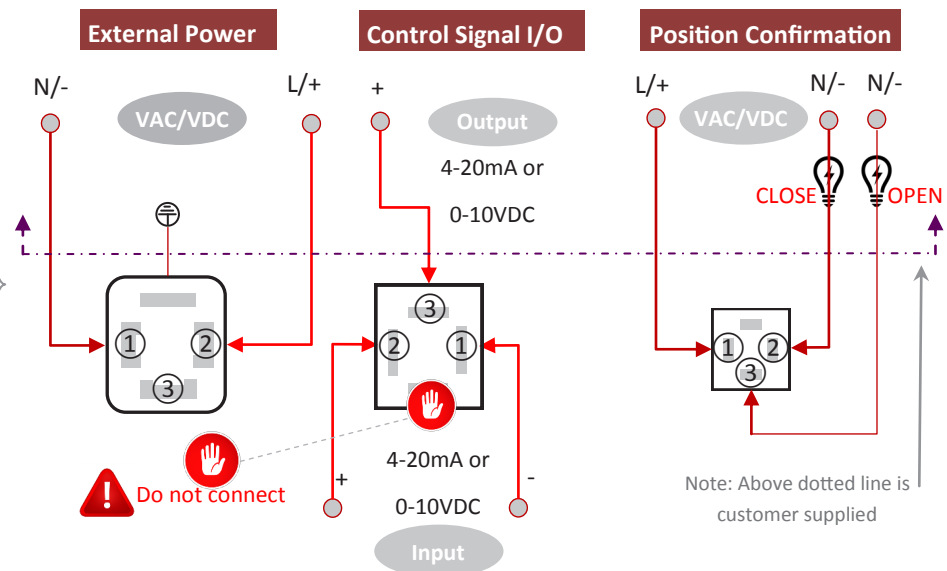 External Power
Control Signal I/O
Position Confirmation
N/-
L/+
+
L/+
N/-
N/-
VAC/VDC
Output
VAC/VDC
4-20mA or
0-10VDC
CLOSE
OPEN
3
1
2
2
1
1
2
3
3
4-20mA or
+
-
0-10VDC
Input
! Do not connect
Note: Above dotted line is
customer supplied